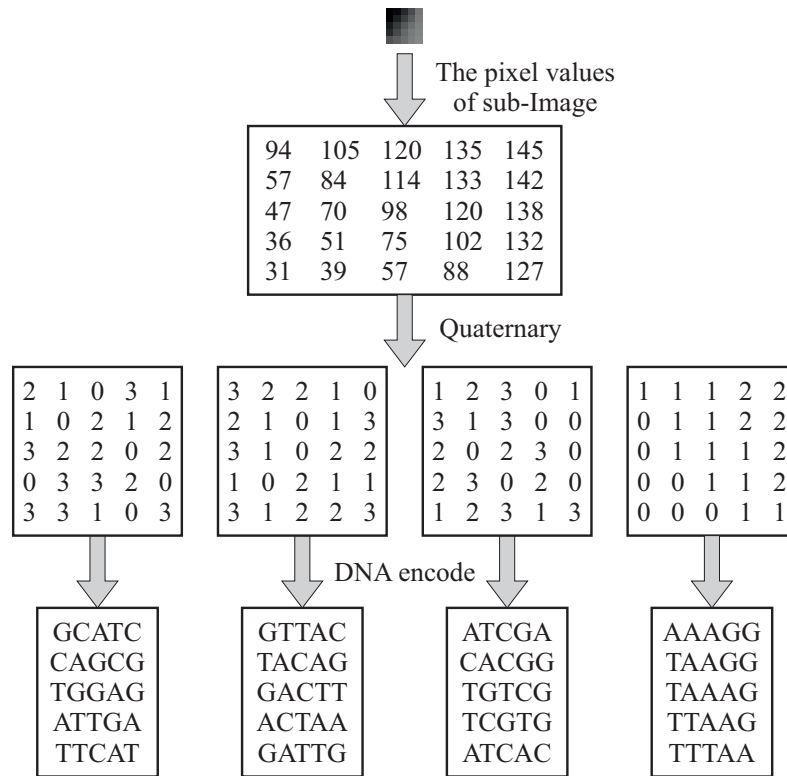 The pixel values
of sub-Image
94 105 120 135 145
57 84 114 133 142
47 70 98 120 138
36 51 75 102 132
31 39 57 88 127
Quaternary
2 1 0 3 1
1 0 2 1 2
3 2 2 0 2
0 3 3 2 0
3 3 1 0 3
3 2 2 1 0
2 1 0 1 3
3 1 0 2 2
1 0 2 1 1
3 1 2 2 3
1 2 3 0 1
3 1 3 0 0
2 0 2 3 0
2 3 0 2 0
1 2 3 1 3
1 1 1 2 2
0 1 1 2 2
0 1 1 1 2
0 0 1 1 2
0 0 0 1 1
DNA encode
GCATC
CAGCG
TGGAG
ATTGA
TTCAT
GTTAC
TACAG
GACTT
ACTAA
GATTG
ATCGA
CACGG
TGTCG
TCGTG
ATCAC
AAAGG
TAAGG
TAAAG
TTAAG
TTTAA